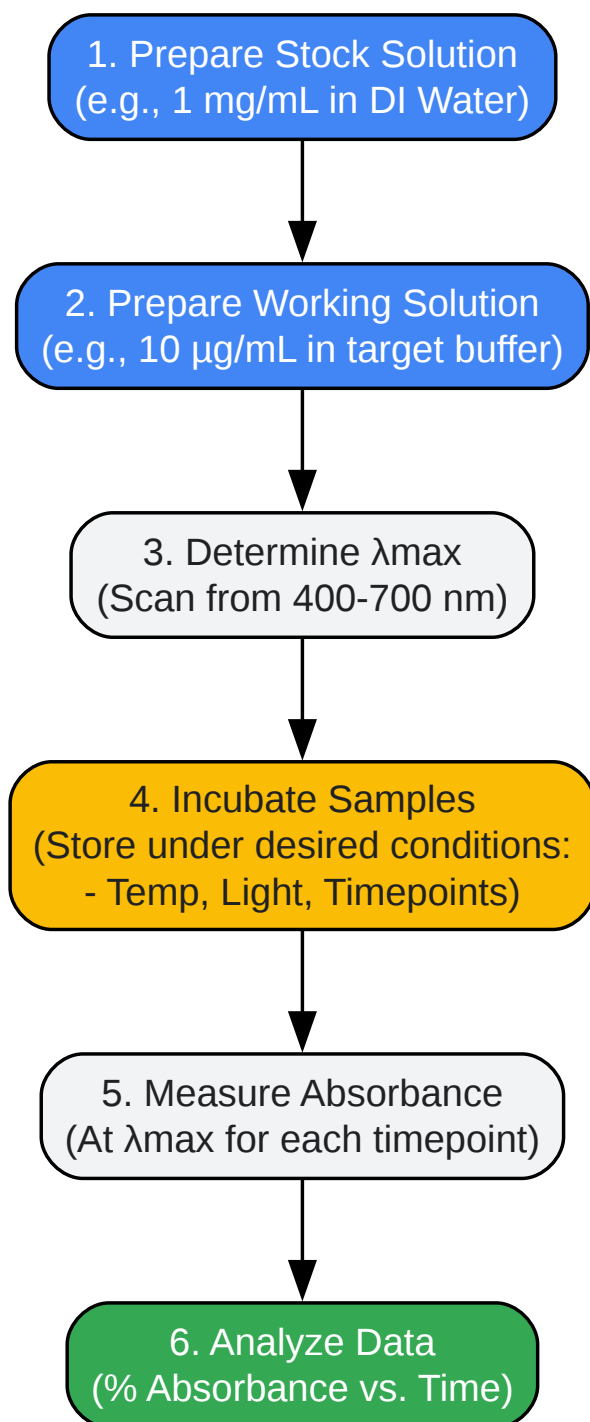 1. Prepare Stock Solution
(e.g., 1 mg/mL in DI Water)
2. Prepare Working Solution
(e.g., 10 µg/mL in target buffer)
3. Determine λmax
(Scan from 400-700 nm)
4. Incubate Samples
(Store under desired conditions:
- Temp, Light, Timepoints)
5. Measure Absorbance
(At λmax for each timepoint)
6. Analyze Data
(% Absorbance vs. Time)